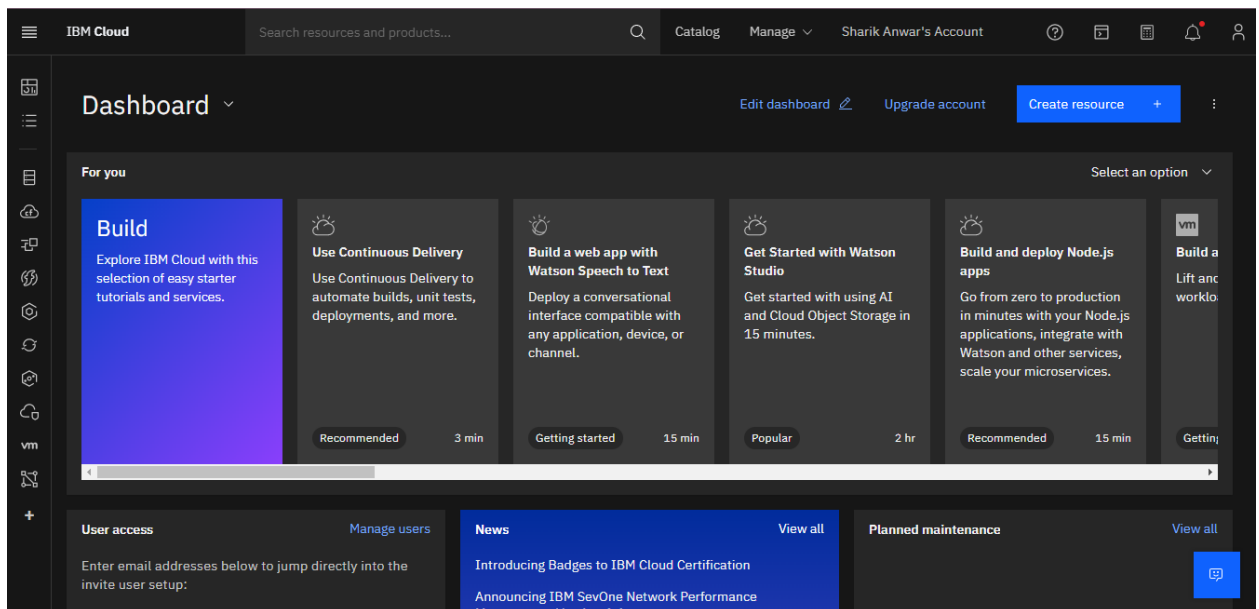 IBM Cloud
Search resources and products...
Catalog
Manage
Sharik Anwar's Account
Dashboard
Edit dashboard
Upgrade account
Create resource +
For you
Select an option
Build
Explore IBM Cloud with this
selection of easy starter
tutorials and services.
Use Continuous Delivery
Use Continuous Delivery to
automate builds, unit tests,
deployments, and more.
Recommended
3 min
Build a web app with
Watson Speech to Text
Deploy a conversational
interface compatible with
any application, device, or
channel.
Getting started
15 min
Get Started with Watson
Studio
Get started with using AI
and Cloud Object Storage in
15 minutes.
Popular
2 hr
Build and deploy Node.js
apps
Go from zero to production
in minutes with your Node.js
applications, integrate with
Watson and other services,
scale your microservices.
Recommended
15 min
vm
Build a
Lift and
worklo
Getting
vm
User access
Manage users
Enter email addresses below to jump directly into the
invite user setup:
News
View all
Introducing Badges to IBM Cloud Certification
Announcing IBM SevOne Network Performance
Planned maintenance
View all